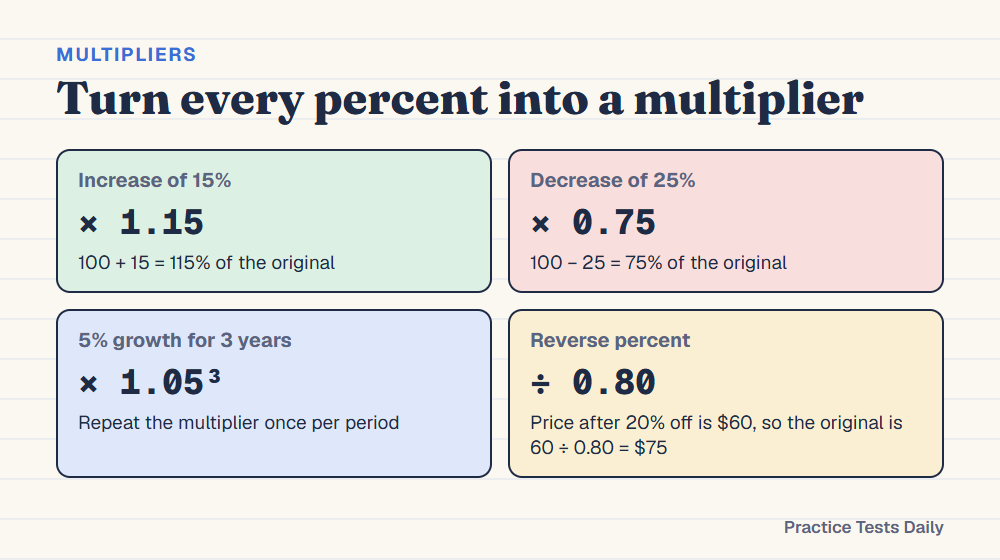 MULTIPLIERS
Turn every percent into a multiplier
Increase of 15%
× 1.15
100 + 15 = 115% of the original
Decrease of 25%
× 0.75
100 − 25 = 75% of the original
5% growth for 3 years
× 1.05³
Repeat the multiplier once per period
Reverse percent
÷ 0.80
Price after 20% off is $60, so the original is
60 ÷ 0.80 = $75
Practice Tests Daily